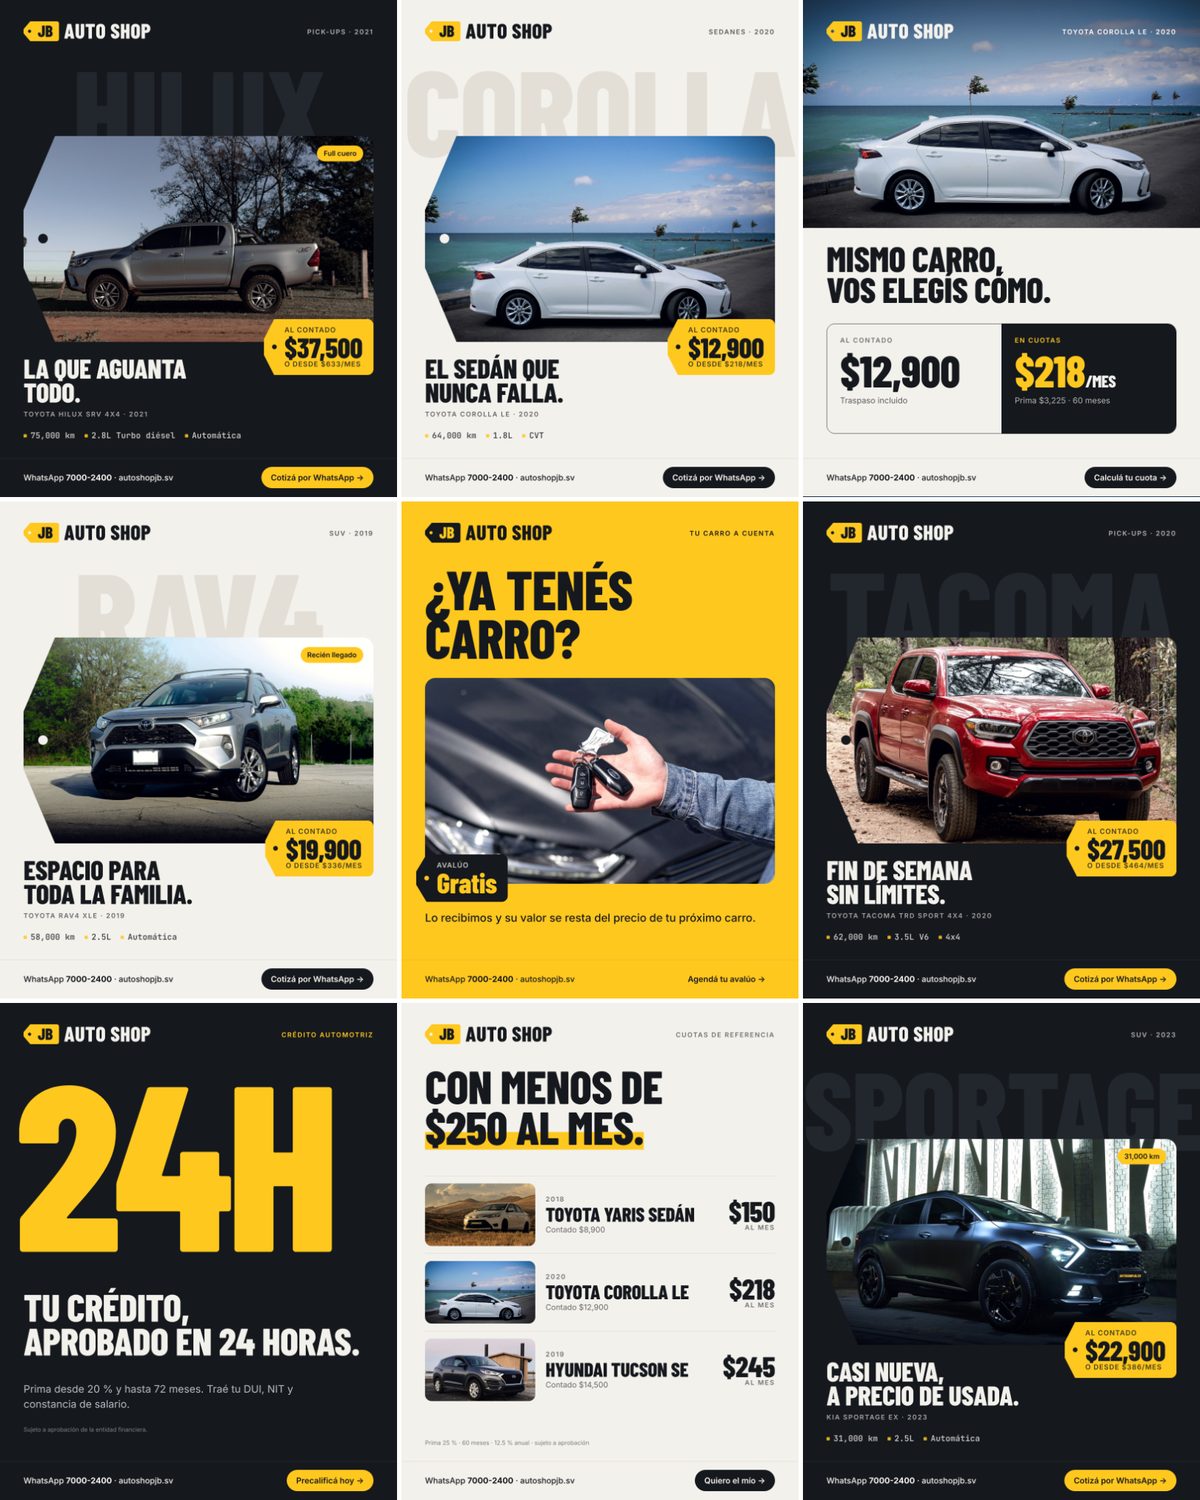 JB AUTO SHOP
PICK-UPS · 2021
HILUX
Full cuero
AL CONTADO
$37,500
O DESDE $633/MES
LA QUE AGUANTA
TODO.
TOYOTA HILUX SRV 4X4 · 2021
75,000 km 2.8L Turbo diésel Automática
WhatsApp 7000-2400 · autoshopjb.sv
Cotizá por WhatsApp →
JB AUTO SHOP
SEDANES · 2020
COROLLA
AL CONTADO
$12,900
O DESDE $218/MES
EL SEDÁN QUE
NUNCA FALLA.
TOYOTA COROLLA LE · 2020
64,000 km 1.8L CVT
WhatsApp 7000-2400 · autoshopjb.sv
Cotizá por WhatsApp →
JB AUTO SHOP
TOYOTA COROLLA LE · 2020
MISMO CARRO,
VOS ELEGÍS CÓMO.
AL CONTADO
$12,900
Traspaso incluido
EN CUOTAS
$218/MES
Prima $3,225 · 60 meses
WhatsApp 7000-2400 · autoshopjb.sv
Calculá tu cuota →
JB AUTO SHOP
SUV · 2019
RAV4
Recién llegado
AL CONTADO
$19,900
O DESDE $336/MES
ESPACIO PARA
TODA LA FAMILIA.
TOYOTA RAV4 XLE · 2019
58,000 km 2.5L Automática
WhatsApp 7000-2400 · autoshopjb.sv
Cotizá por WhatsApp →
JB AUTO SHOP
TU CARRO A CUENTA
¿YA TENÉS
CARRO?
AVALÚO
Gratis
Lo recibimos y su valor se resta del precio de tu próximo carro.
WhatsApp 7000-2400 · autoshopjb.sv
Agendá tu avalúo →
JB AUTO SHOP
PICK-UPS · 2020
TACOMA
AL CONTADO
$27,500
O DESDE $464/MES
FIN DE SEMANA
SIN LÍMITES.
TOYOTA TACOMA TRD SPORT 4X4 · 2020
62,000 km 3.5L V6 4x4
WhatsApp 7000-2400 · autoshopjb.sv
Cotizá por WhatsApp →
JB AUTO SHOP
CRÉDITO AUTOMOTRIZ
24H
TU CRÉDITO,
APROBADO EN 24 HORAS.
Prima desde 20 % y hasta 72 meses. Traé tu DUI, NIT y
constancia de salario.
Sujeto a aprobación de la entidad financiera.
WhatsApp 7000-2400 · autoshopjb.sv
Precalificá hoy →
JB AUTO SHOP
CUOTAS DE REFERENCIA
CON MENOS DE
$250 AL MES.
2018
TOYOTA YARIS SEDÁN
Contado $8,900
$150
AL MES
2020
TOYOTA COROLLA LE
Contado $12,900
$218
AL MES
2019
HYUNDAI TUCSON SE
Contado $14,500
$245
AL MES
Prima 25 % · 60 meses · 12.5 % anual · sujeto a aprobación
WhatsApp 7000-2400 · autoshopjb.sv
Quiero el mío →
JB AUTO SHOP
SUV · 2023
SPORTAGE
31,000 km
AL CONTADO
$22,900
O DESDE $386/MES
CASI NUEVA,
A PRECIO DE USADA.
KIA SPORTAGE EX · 2023
31,000 km 2.5L Automática
WhatsApp 7000-2400 · autoshopjb.sv
Cotizá por WhatsApp →